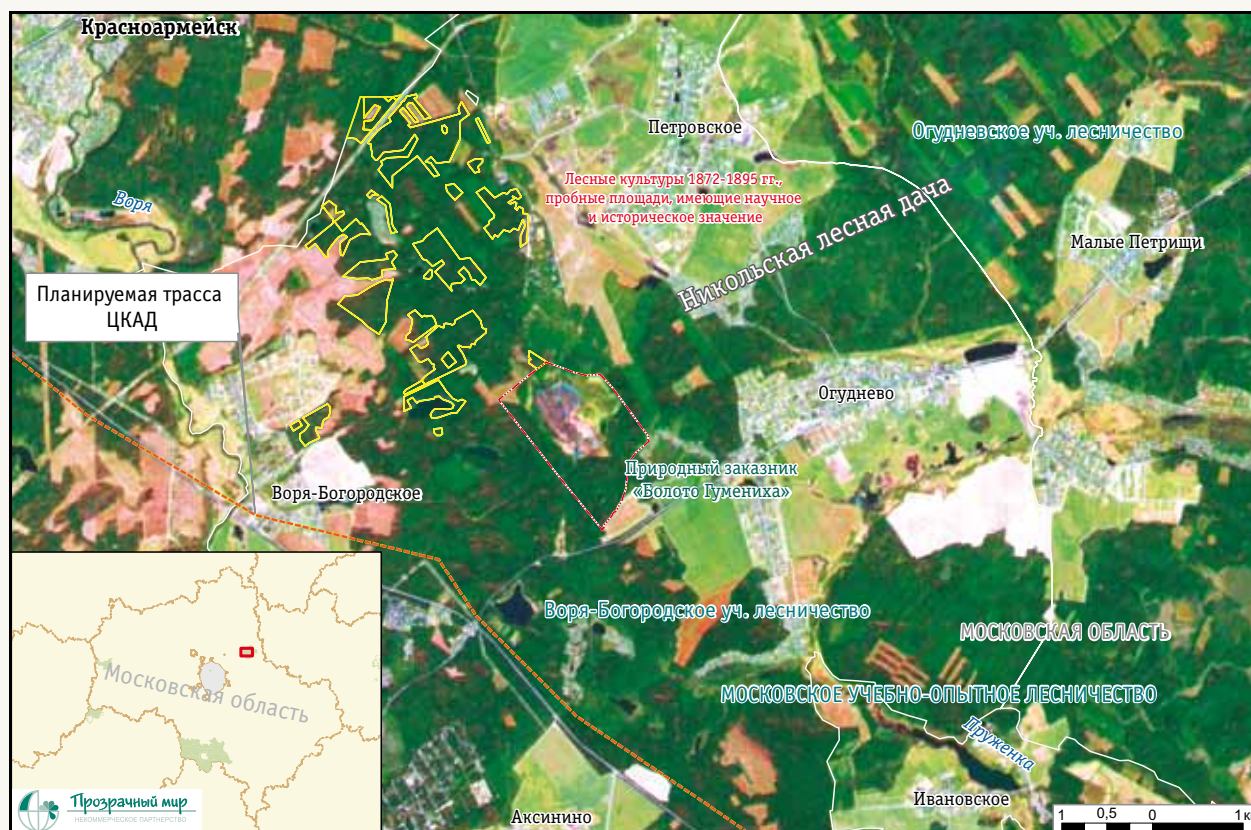 Красноармейск
Петровское
Огудневское уч. лесничество
Лесные культуры 1872-1895 гг.,
пробные площади, имеющие научное
и историческое значение
Воря
Никольская лесная дача
Малые Петрищи
Планируемая трасса
ЦКАД
Огуднево
Природный заказник
«Болото Гумениха»
Воря-Богородское
Воря-Богородское уч. лесничество
МОСКОВСКАЯ ОБЛАСТЬ
Московская область
МОСКОВСКОЕ УЧЕБНО-ОПЫТНОЕ ЛЕСНИЧЕСТВО
Пруженка
Прозрачный мир
НЕКОММЕРЧЕСКОЕ ПАРТНЕРСТВО
Ивановское
Аксинино
1 0,5 0 1 к